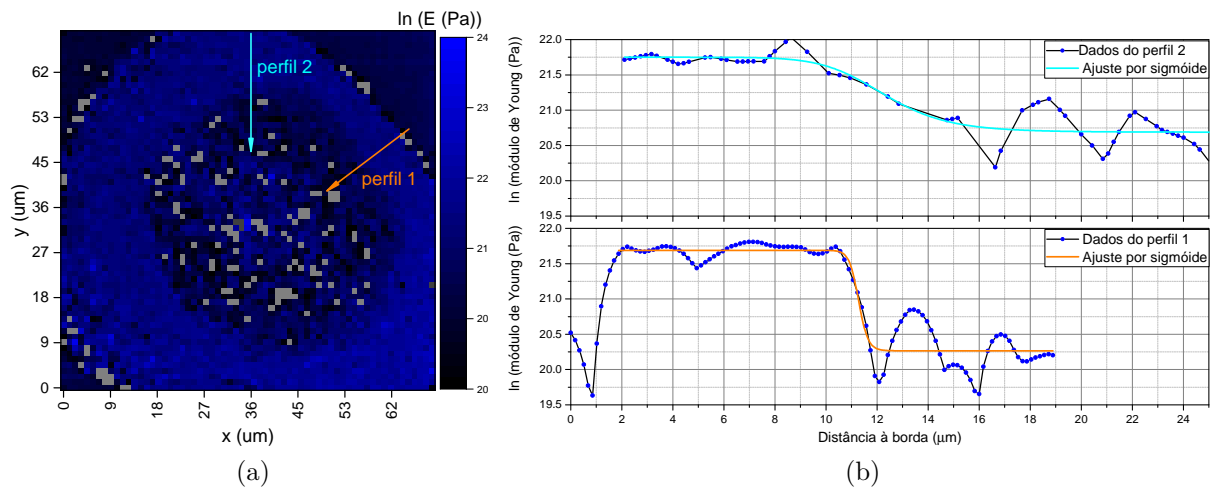 ln (E (Pa))
y (um)
62
53
45
36
27
18
9
0
perfil 2
perfil 1
0 9 18 27 36 45 53 62
x (um)
24
23
22
21
20
(a)
ln (módulo de Young (Pa))
22.0
21.5
21.0
20.5
20.0
19.5
Dados do perfil 2
Ajuste por sigmóide
ln (módulo de Young (Pa))
22.0
21.5
21.0
20.5
20.0
19.5
Dados do perfil 1
Ajuste por sigmóide
0 2 4 6 8 10 12 14 16 18 20 22 24
Distância à borda (μm)
(b)